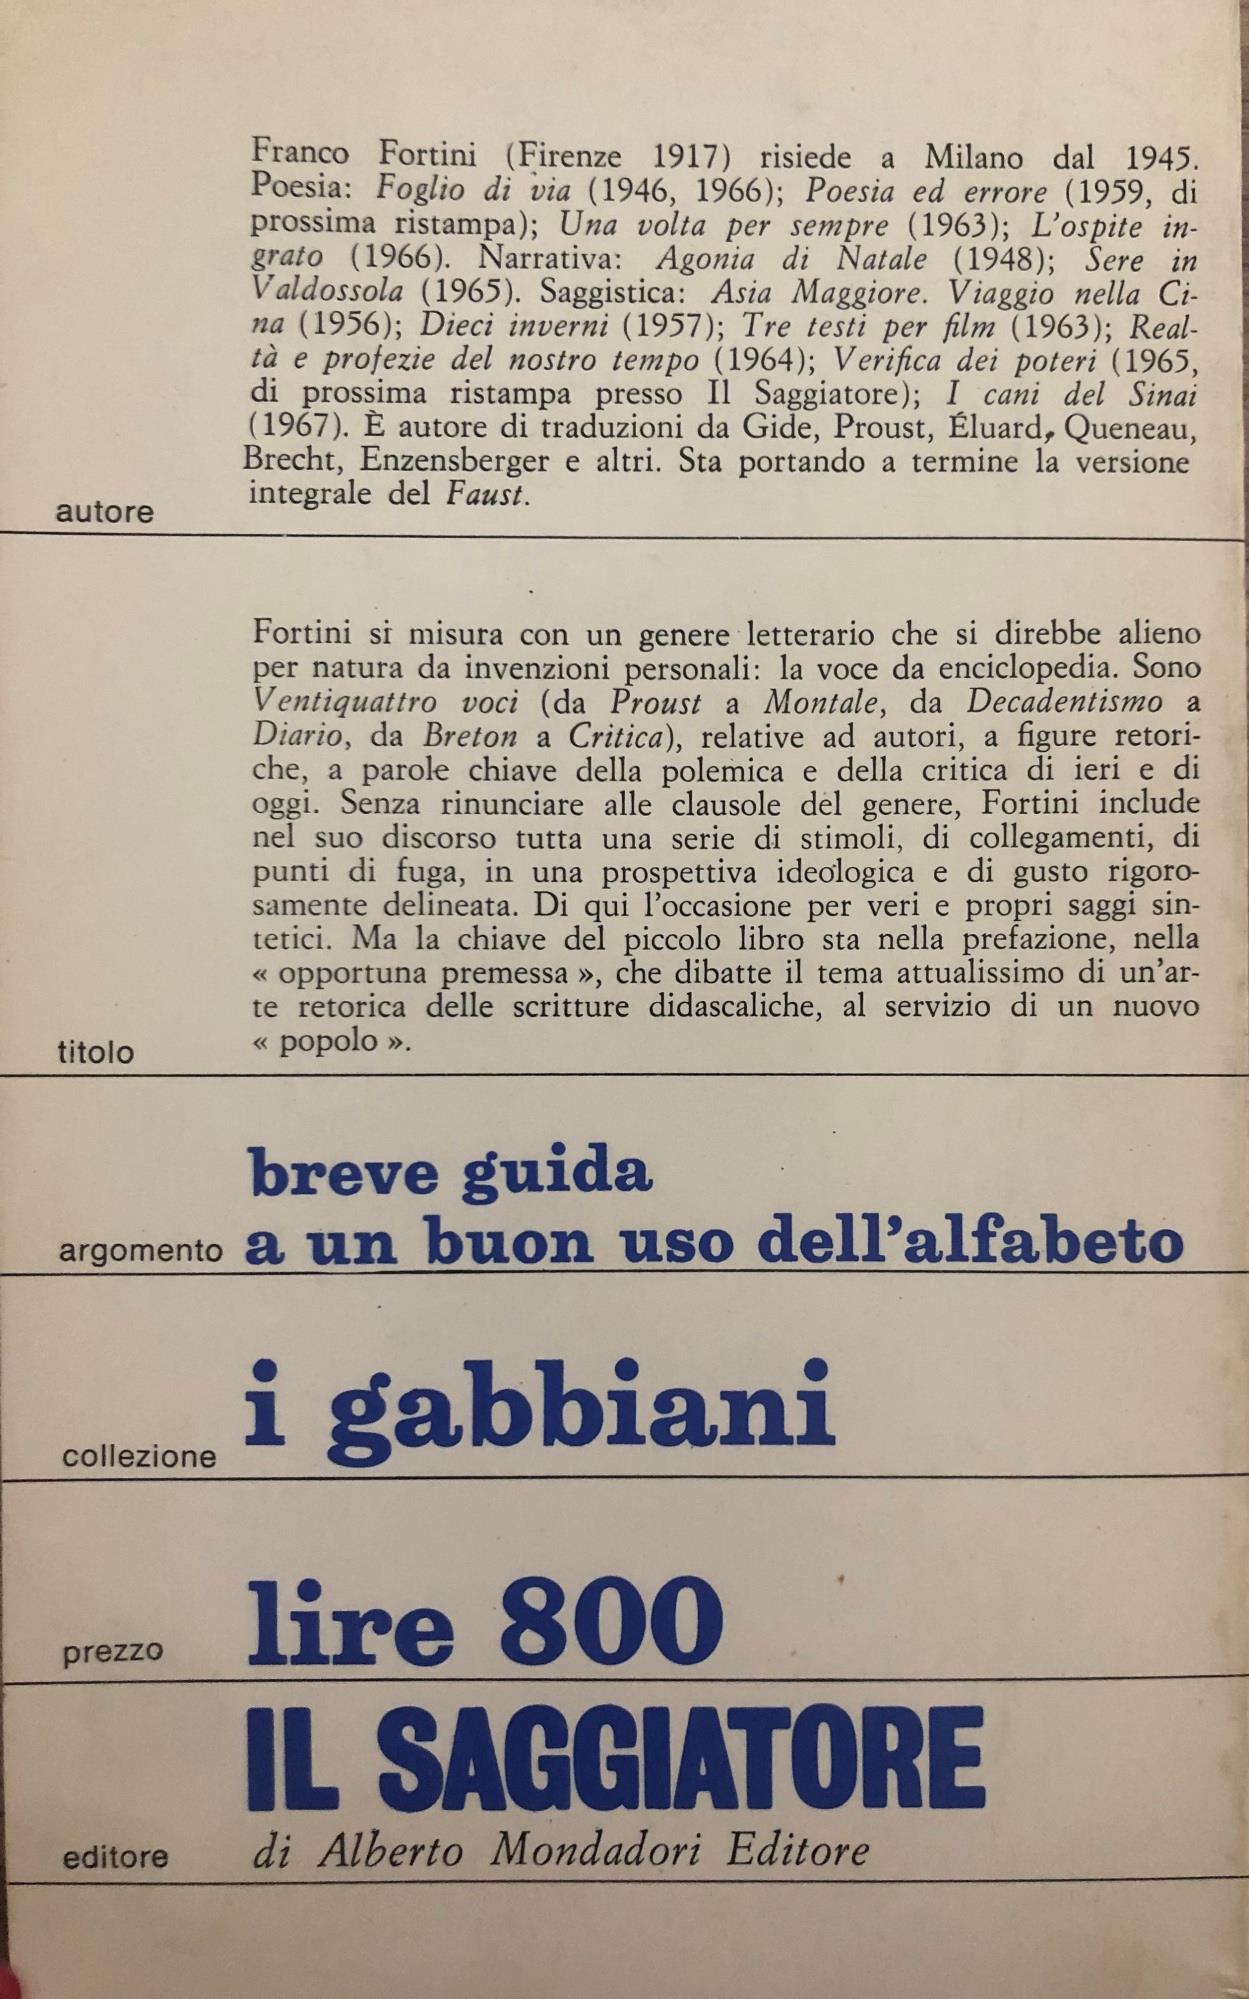 Franco Fortini (Firenze 1917) risiede a Milano dal 1945.
Poesia: Foglio di via (1946, 1966); Poesia ed errore (1959, di
prossima ristampa); Una volta per sempre (1963); L'ospite in-
grato (1966). Narrativa: Agonia di Natale (1948); Sere in
Valdossola (1965). Saggistica: Asia Maggiore. Viaggio nella Ci-
na (1956); Dieci inverni (1957); Tre testi per film (1963); Real-
tà e profezie del nostro tempo (1964); Verifica dei poteri (1965,
di prossima ristampa presso Il Saggiatore); I cani del Sinai
(1967). È autore di traduzioni da Gide, Proust, Éluard, Queneau,
Brecht, Enzensberger e altri. Sta portando a termine la versione
integrale del Faust.
autore
Fortini si misura con un genere letterario che si direbbe alieno
per natura da invenzioni personali: la voce da enciclopedia. Sono
Ventiquattro voci (da Proust a Montale, da Decadentismo a
Diario, da Breton a Critica), relative ad autori, a figure retori-
che, a parole chiave della polemica e della critica di ieri e di
oggi. Senza rinunciare alle clausole del genere, Fortini include
nel suo discorso tutta una serie di stimoli, di collegamenti, di
punti di fuga, in una prospettiva ideologica e di gusto rigoro-
samente delineata. Di qui l'occasione per veri e propri saggi sin-
tetici. Ma la chiave del piccolo libro sta nella prefazione, nella
« opportuna premessa », che dibatte il tema attualissimo di un'ar-
te retorica delle scritture didascaliche, al servizio di un nuovo
« popolo ».
titolo
breve guida
argomento a un buon uso dell'alfabeto
collezione i gabbiani
prezzo lire 800
IL SAGGIATORE
editore di Alberto Mondadori Editore